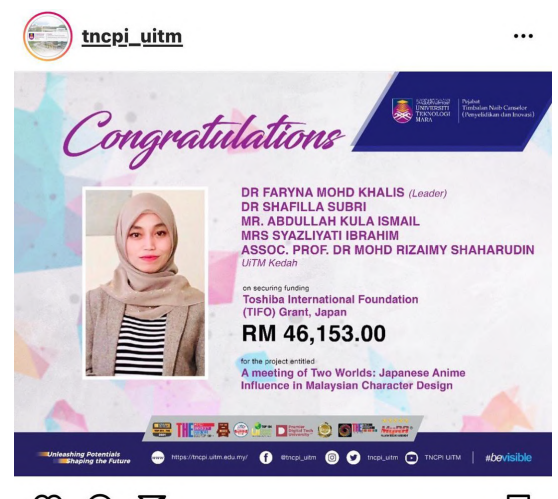 tncpi_uitm
UNIVERSITI
TEKNOLOGI
MARA
Pejabat
Timbalan Naib Canselor
(Penyelidikan dan Inovasi)
Congratulations
DR FARYNA MOHD KHALIS (Leader)
DR SHAFILLA SUBRI
MR. ABDULLAH KULA ISMAIL
MRS SYAZLIYATI IBRAHIM
ASSOC. PROF. DR MOHD RIZAIMY SHAHARUDIN
UiTM Kedah
on securing funding
Toshiba International Foundation
(TIFO) Grant, Japan
RM 46,153.00
for the project entitled
A meeting of Two Worlds: Japanese Anime
Influence in Malaysian Character Design
Unleashing Potentials
Shaping the Future
https://tncpi.uitm.edu.my/
@tncpi_uitm
tncpi_uitm
TNCPI UiTM
#bevisible